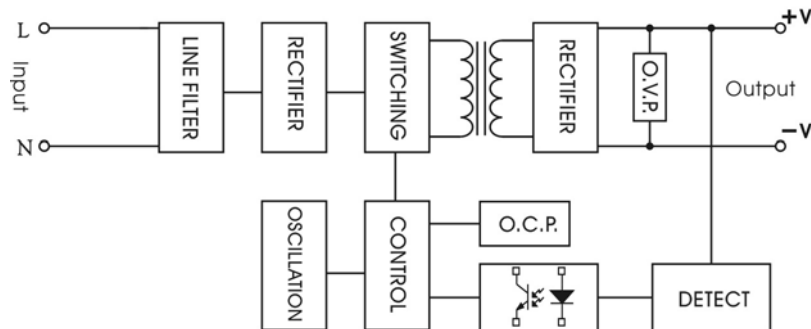 L
Input
N
LINE FILTER
RECTIFIER
SWITCHING
RECTIFIER
O.V.P.
+V
Output
-V
OSCILLATION
CONTROL
O.C.P.
DETECT